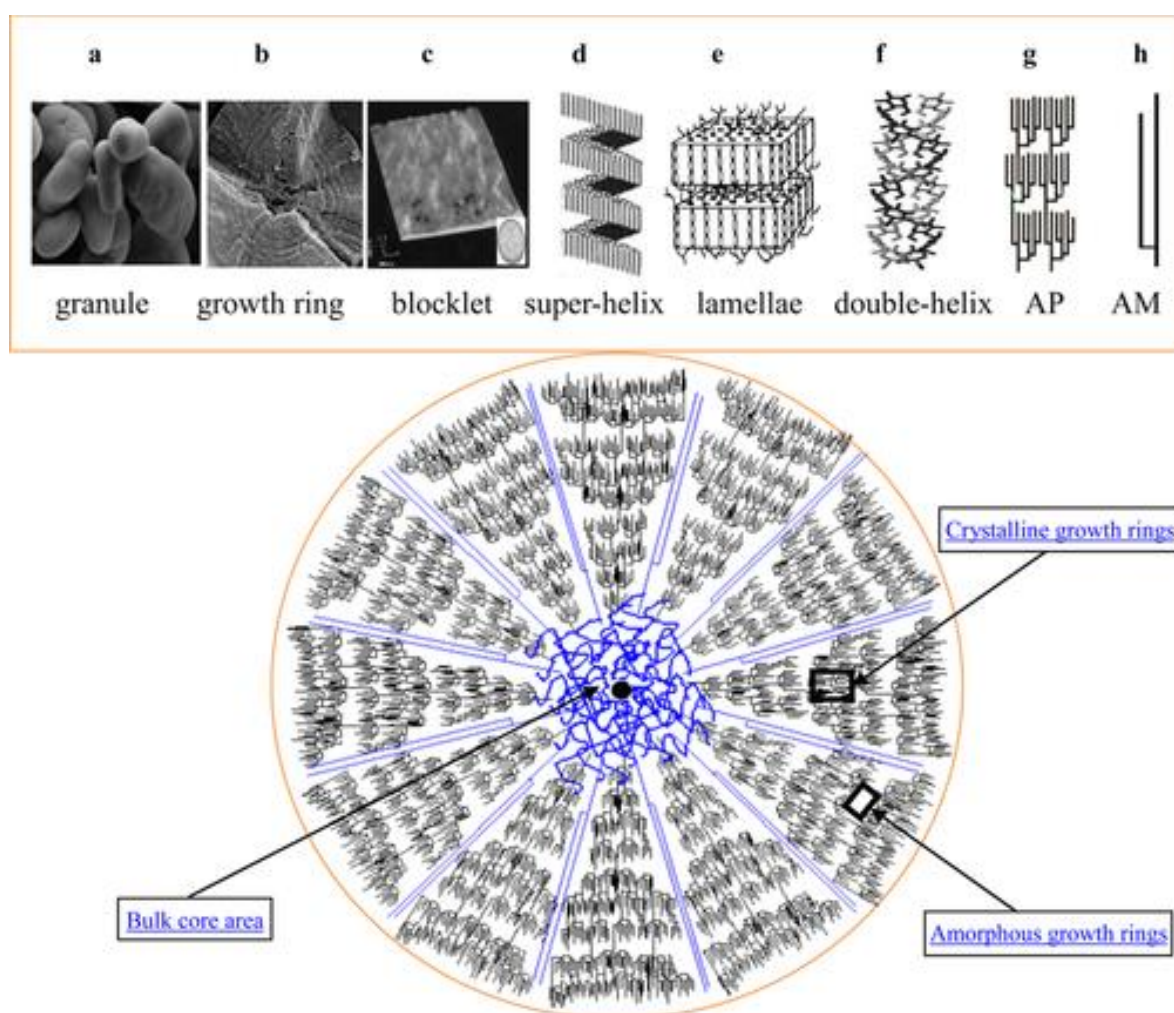 a b c d e f g h
granule growth ring blocklet super-helix lamellae double-helix AP AM
Crystalline growth rings
Bulk core area
Amorphous growth rings